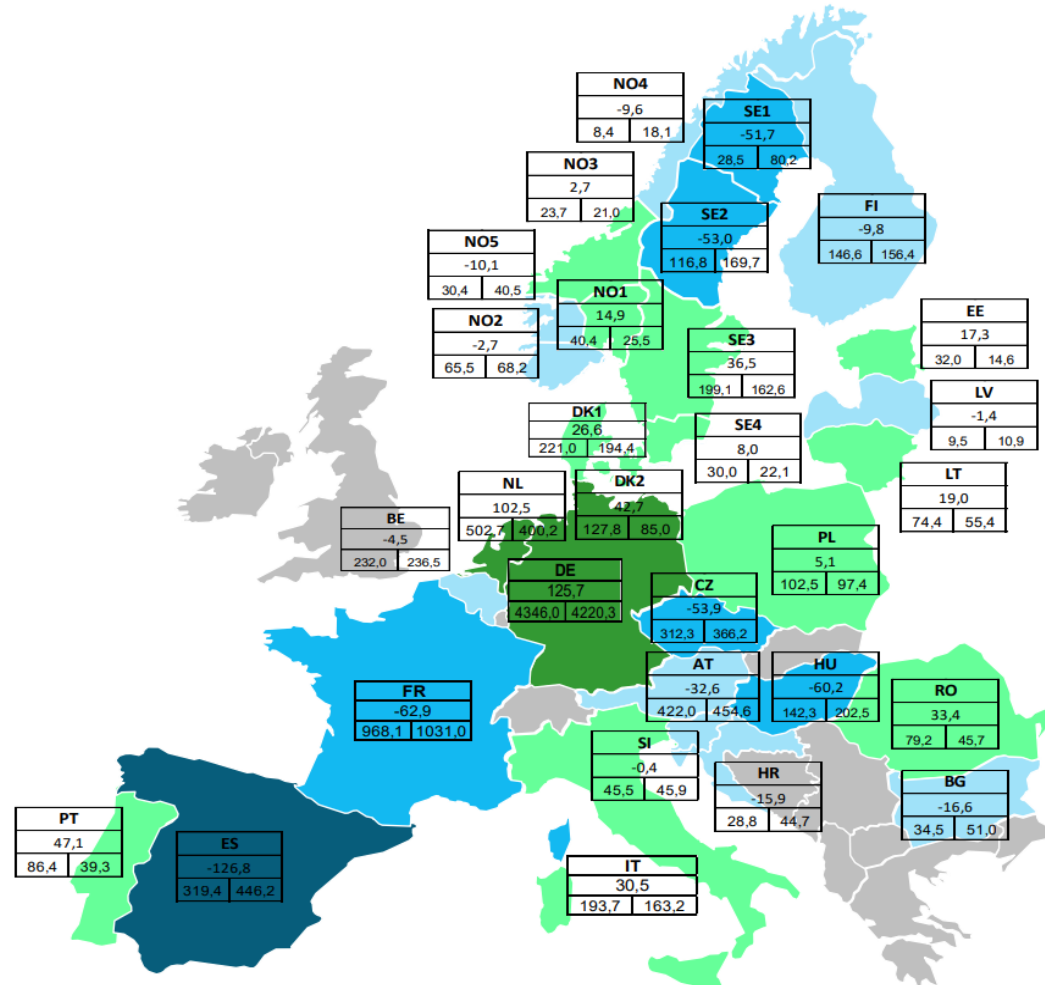 NO4
-9,6
8,4 18,1
SE1
-51,7
28,5 80,2
NO3
2,7
23,7 21,0
SE2
-53,0
116,8 169,7
FI
-9,8
146,6 156,4
NO5
-10,1
30,4 40,5
NO1
14,9
40,4 25,5
NO2
-2,7
65,5 68,2
EE
17,3
32,0 14,6
SE3
36,5
199,1 162,6
LV
-1,4
9,5 10,9
DK1
26,6
221,0 194,4
SE4
8,0
30,0 22,1
LT
19,0
74,4 55,4
NL
102,5
502,7 400,2
DK2
42,7
127,8 85,0
BE
-4,5
232,0 236,5
PL
5,1
102,5 97,4
DE
125,7
4346,0 4220,3
CZ
-53,9
312,3 366,2
AT
-32,6
422,0 454,6
HU
-60,2
142,3 202,5
FR
-62,9
968,1 1031,0
RO
33,4
79,2 45,7
SI
-0,4
45,5 45,9
HR
-15,9
28,8 44,7
BG
-16,6
34,5 51,0
PT
47,1
86,4 39,3
ES
-126,8
319,4 446,2
IT
30,5
193,7 163,2